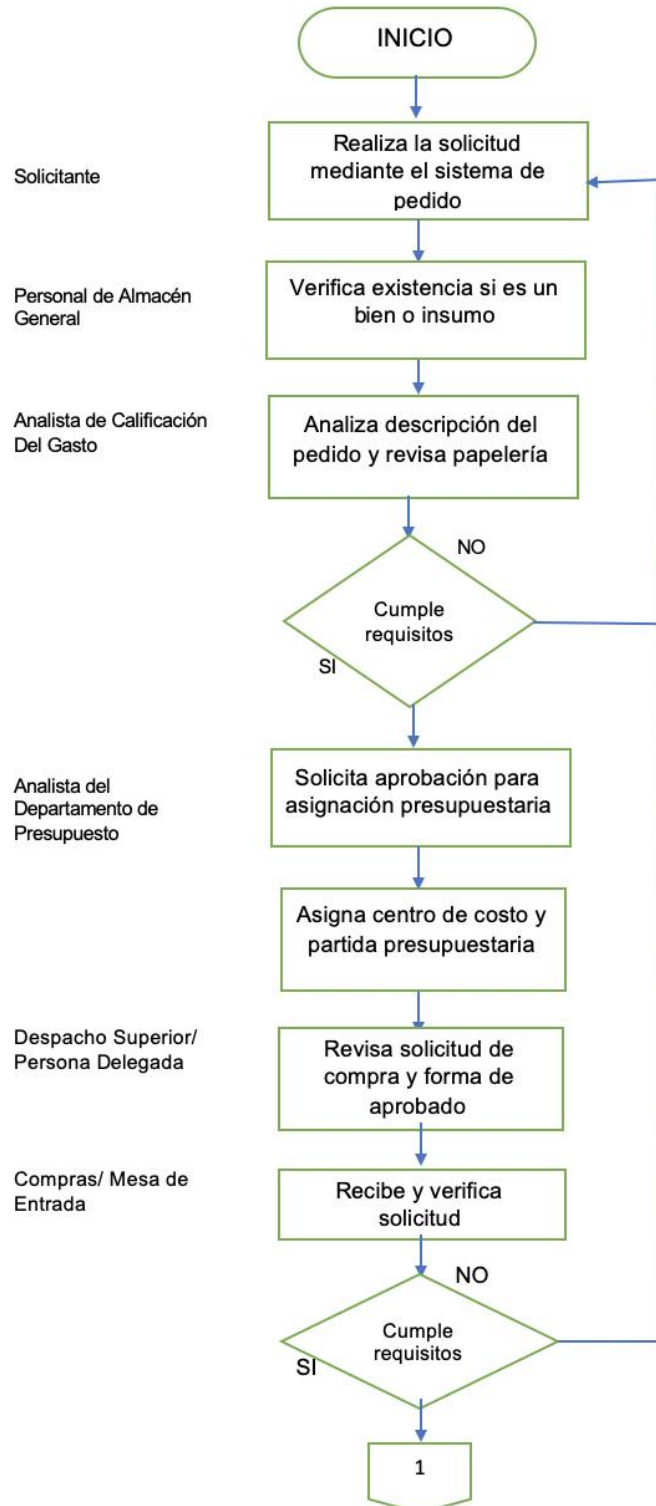 INICIO
Solicitante
Realiza la solicitud
mediante el sistema de
pedido
Personal de Almacén
General
Verifica existencia si es un
bien o insumo
Analista de Calificación
Del Gasto
Analiza descripción del
pedido y revisa papelería
NO
Cumple
requisitos
SI
Analista del
Departamento de
Presupuesto
Solicita aprobación para
asignación presupuestaria
Asigna centro de costo y
partida presupuestaria
Despacho Superior/
Persona Delegada
Revisa solicitud de
compra y forma de
aprobado
Compras/ Mesa de
Entrada
Recibe y verifica
solicitud
NO
Cumple
requisitos
SI
1